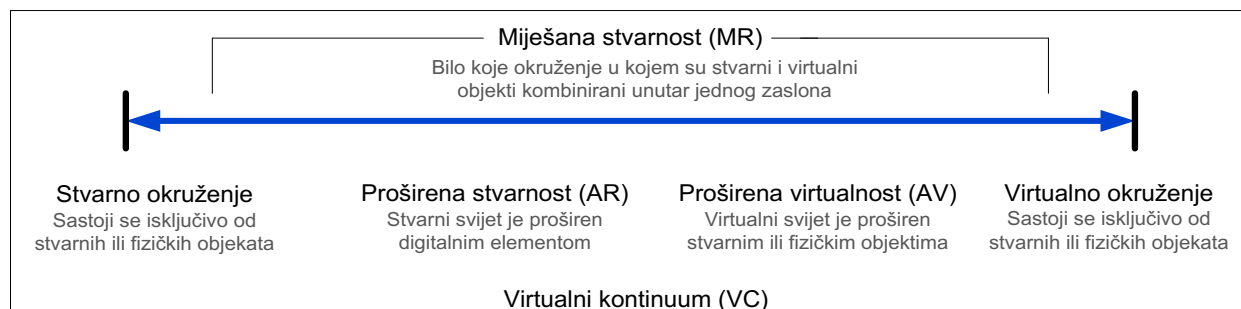 Miješana stvarnost (MR)
Bilo koje okruženje u kojem su stvarni i virtualni
objekti kombinirani unutar jednog zaslona
Stvarno okruženje
Sastoji se isključivo od
stvarnih ili fizičkih objekata
Proširena stvarnost (AR)
Stvarni svijet je proširen
digitalnim elementom
Proširena virtualnost (AV)
Virtualni svijet je proširen
stvarnim ili fizičkim objektima
Virtualno okruženje
Sastoji se isključivo od
stvarnih ili fizičkih objekata
Virtualni kontinuum (VC)